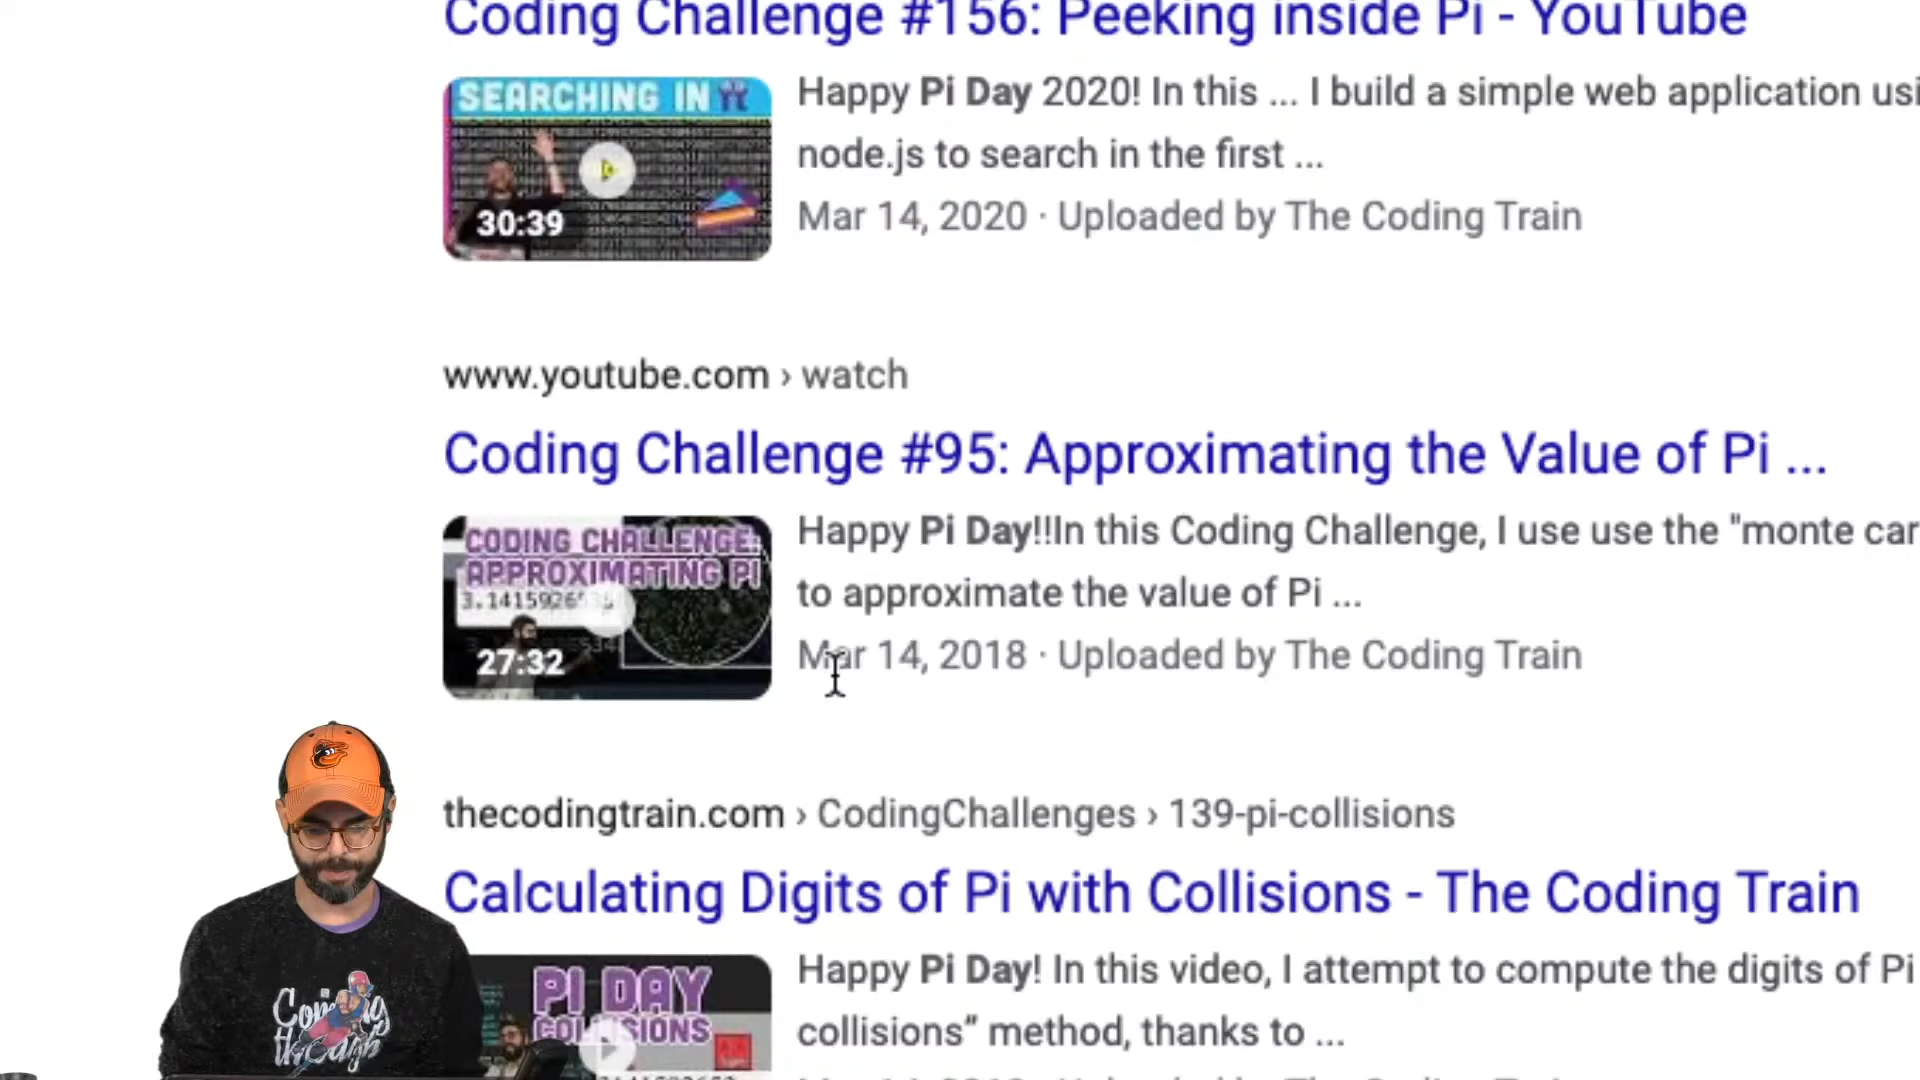 Coding Challenge #156: Peeking inside Pi - YouTube
SEARCHING IN π
30:39
Happy Pi Day 2020! In this ... I build a simple web application usi
node.js to search in the first ...
Mar 14, 2020 · Uploaded by The Coding Train
www.youtube.com › watch
Coding Challenge #95: Approximating the Value of Pi ...
CODING CHALLENGE:
APPROXIMATING PI
27:32
Happy Pi Day!!!In this Coding Challenge, I use use the "monte car
to approximate the value of Pi ...
Mar 14, 2018 · Uploaded by The Coding Train
thecodingtrain.com › CodingChallenges › 139-pi-collisions
Calculating Digits of Pi with Collisions - The Coding Train
PI DAY
COLLISIONS
Happy Pi Day! In this video, I attempt to compute the digits of Pi
collisions” method, thanks to ...